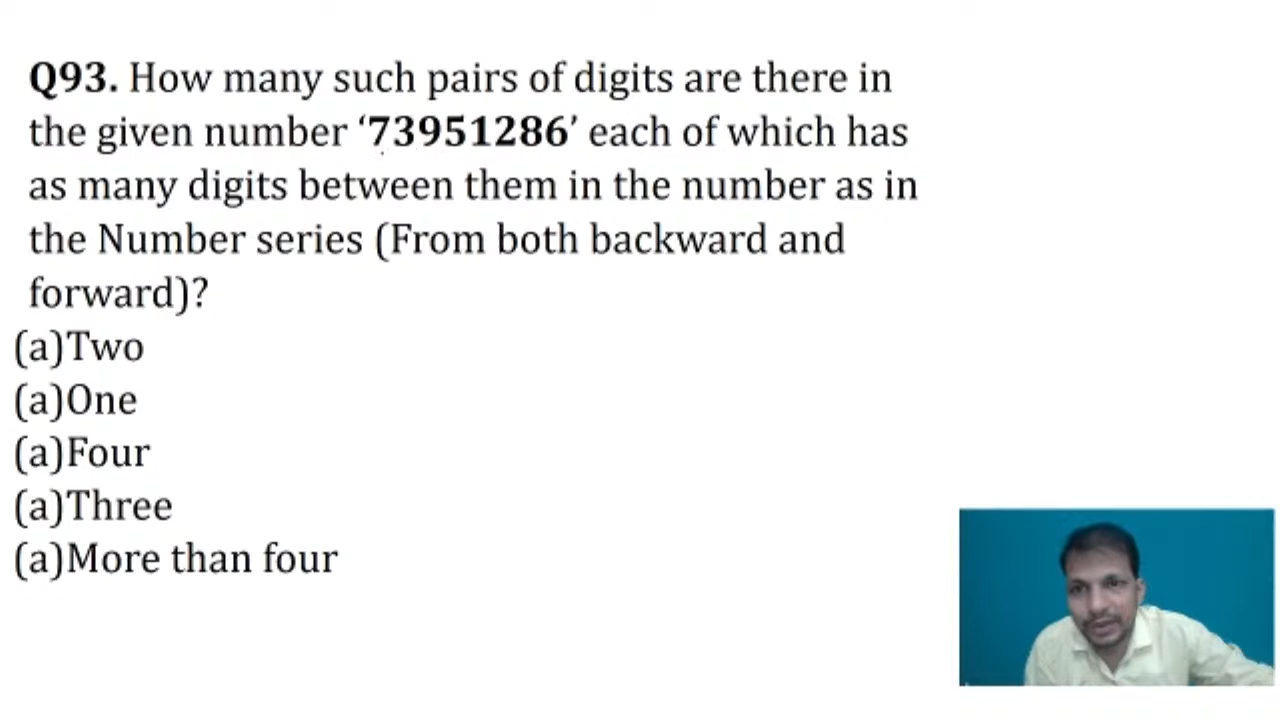 Q93. How many such pairs of digits are there in
the given number ‘73951286’ each of which has
as many digits between them in the number as in
the Number series (From both backward and
forward)?
(a)Two
(a)One
(a)Four
(a)Three
(a)More than four